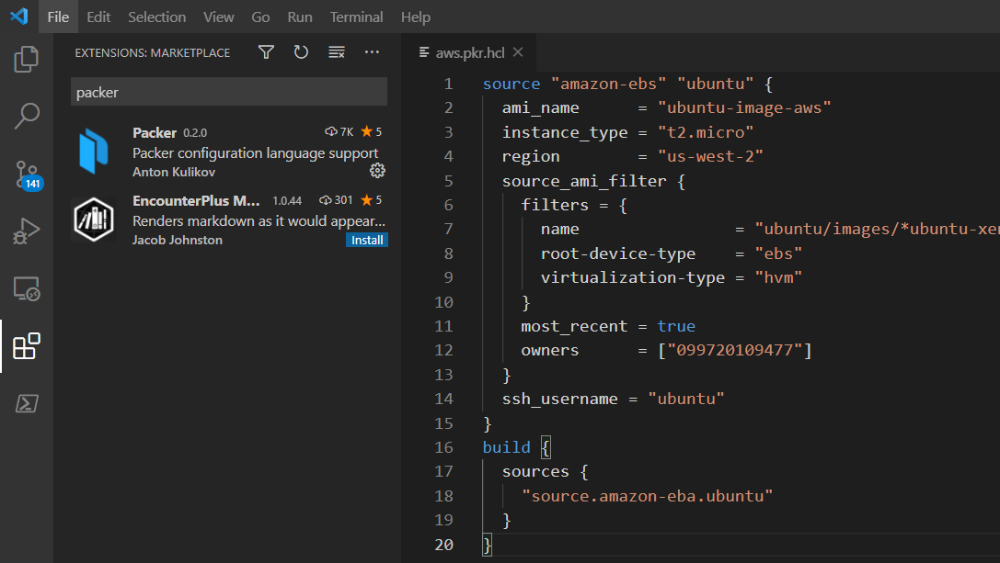 File Edit Selection View Go Run Terminal Help
EXTENSIONS: MARKETPLACE
packer
Packer 0.2.0 7K 5
Packer configuration language support
Anton Kulikov
EncounterPlus M... 1.0.44 301 5
Renders markdown as it would appear...
Jacob Johnston
Install
141
aws.pkr.hcl
1 source "amazon-ebs" "ubuntu" {
2 ami_name = "ubuntu-image-aws"
3 instance_type = "t2.micro"
4 region = "us-west-2"
5 source_ami_filter {
6 filters = {
7 name = "ubuntu/images/*ubuntu-xe
8 root-device-type = "ebs"
9 virtualization-type = "hvm"
10 }
11 most_recent = true
12 owners = ["099720109477"]
13 }
14 ssh_username = "ubuntu"
15 }
16 build {
17 sources {
18 "source.amazon-eba.ubuntu"
19 }
20 }